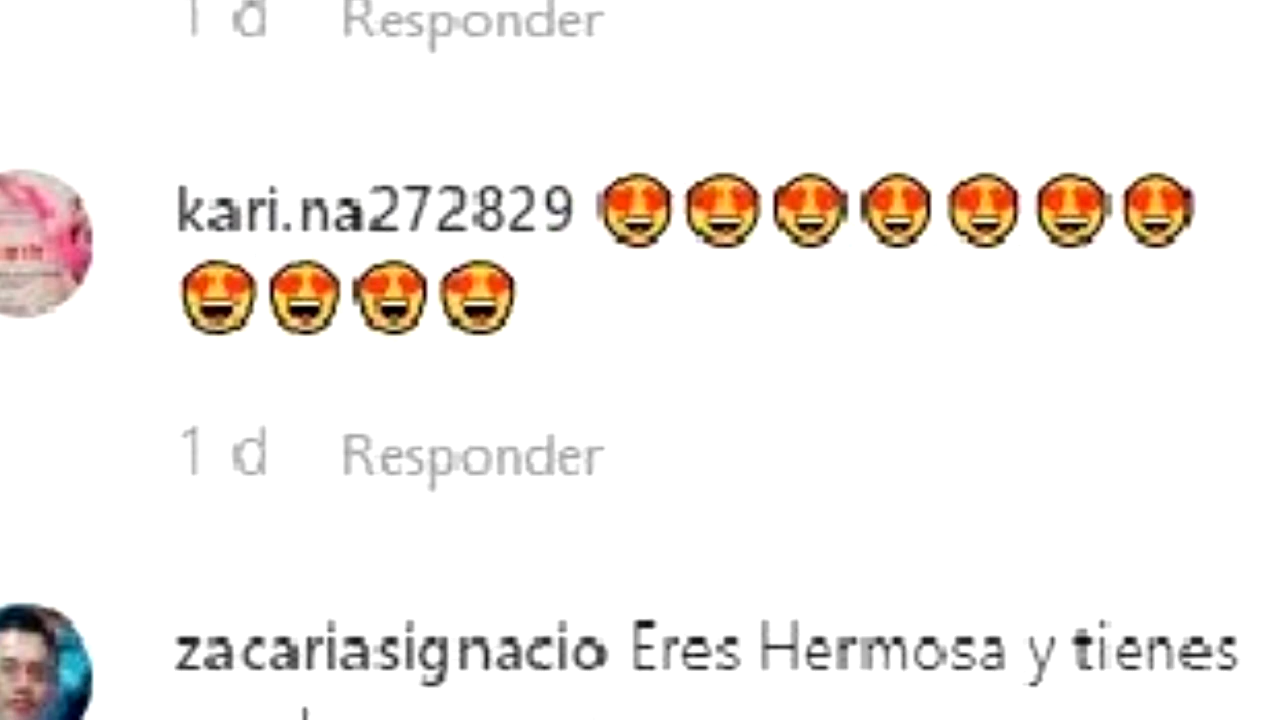 1 d Responder
kari.na272829 😍😍😍😍😍😍😍
😍😍😍😍
1 d Responder
zacariasignacio Eres Hermosa y tienes